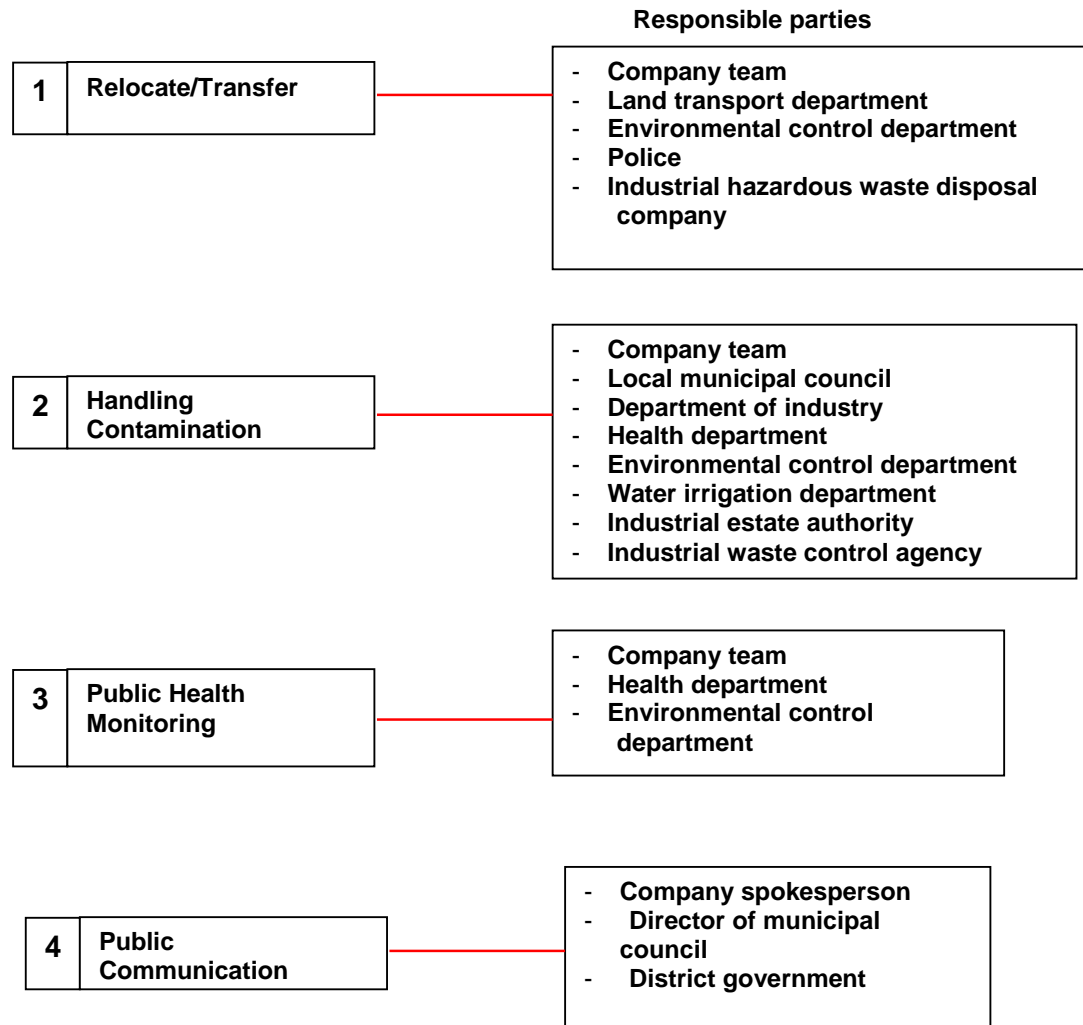 Responsible parties
1 Relocate/Transfer
- Company team
- Land transport department
- Environmental control department
- Police
- Industrial hazardous waste disposal
company
2 Handling
Contamination
- Company team
- Local municipal council
- Department of industry
- Health department
- Environmental control department
- Water irrigation department
- Industrial estate authority
- Industrial waste control agency
3 Public Health
Monitoring
- Company team
- Health department
- Environmental control
department
4 Public
Communication
- Company spokesperson
- Director of municipal
council
- District government